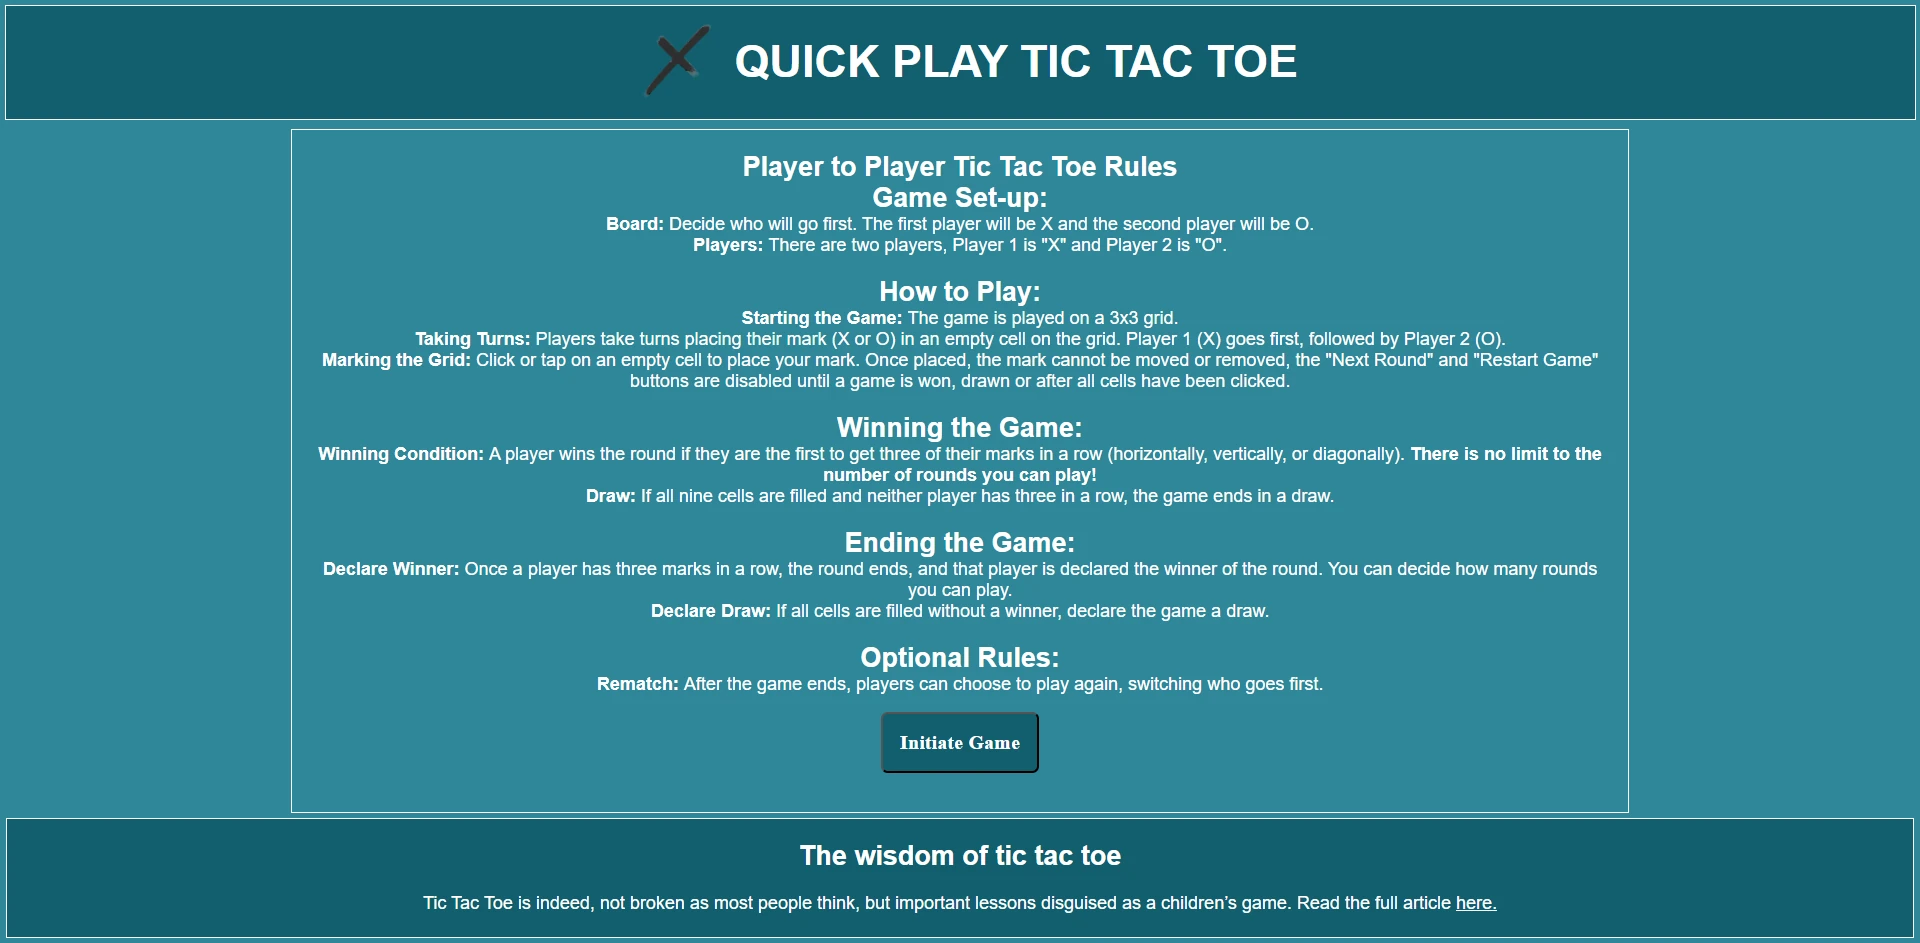 QUICK PLAY TIC TAC TOE
Player to Player Tic Tac Toe Rules
Game Set-up:
Board: Decide who will go first. The first player will be X and the second player will be O.
Players: There are two players, Player 1 is "X" and Player 2 is "O".
How to Play:
Starting the Game: The game is played on a 3x3 grid.
Taking Turns: Players take turns placing their mark (X or O) in an empty cell on the grid. Player 1 (X) goes first, followed by Player 2 (O).
Marking the Grid: Click or tap on an empty cell to place your mark. Once placed, the mark cannot be moved or removed, the "Next Round" and "Restart Game"
buttons are disabled until a game is won, drawn or after all cells have been clicked.
Winning the Game:
Winning Condition: A player wins the round if they are the first to get three of their marks in a row (horizontally, vertically, or diagonally). There is no limit to the
number of rounds you can play!
Draw: If all nine cells are filled and neither player has three in a row, the game ends in a draw.
Ending the Game:
Declare Winner: Once a player has three marks in a row, the round ends, and that player is declared the winner of the round. You can decide how many rounds
you can play.
Declare Draw: If all cells are filled without a winner, declare the game a draw.
Optional Rules:
Rematch: After the game ends, players can choose to play again, switching who goes first.
Initiate Game
The wisdom of tic tac toe
Tic Tac Toe is indeed, not broken as most people think, but important lessons disguised as a children’s game. Read the full article here.